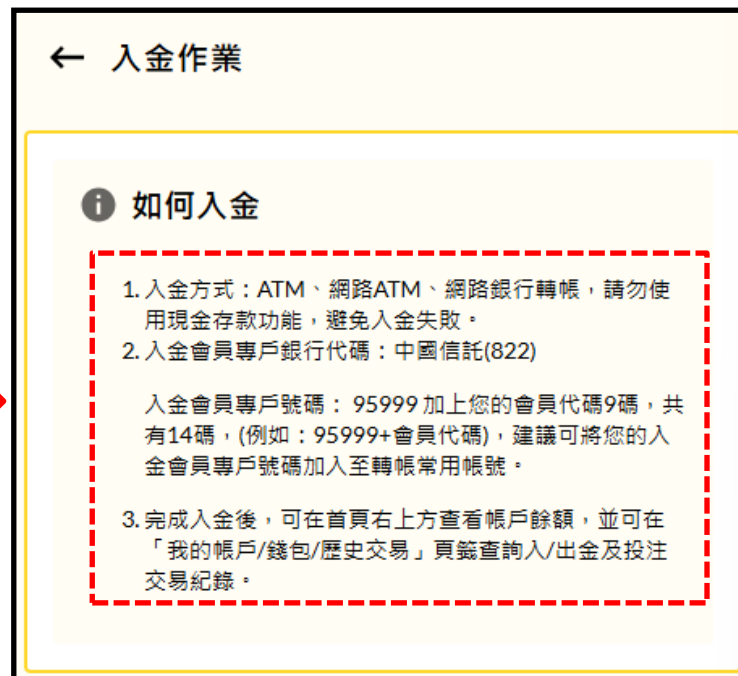 ← 入金作業
如何入金
1. 入金方式：ATM、網路ATM、網路銀行轉帳，請勿使
用現金存款功能，避免入金失敗。
2. 入金會員專戶銀行代碼：中國信託(822)
入金會員專戶號碼： 95999 加上您的會員代碼9碼，共
有14碼，(例如：95999+會員代碼)，建議可將您的入
金會員專戶號碼加入至轉帳常用帳號。
3. 完成入金後，可在首頁右上方查看帳戶餘額，並可在
「我的帳戶/錢包/歷史交易」頁籤查詢入/出金及投注
交易紀錄。